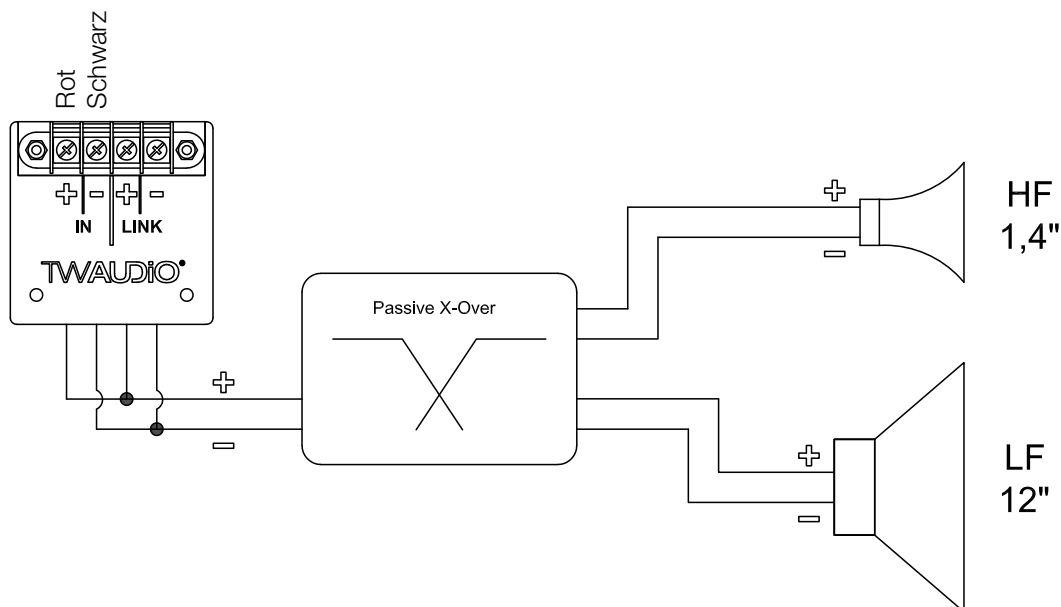 Rot
Schwarz
+ - + -
IN LINK
TWAUDiO
Passive X-Over
+
-
+
-
HF
1,4"
+
-
LF
12"